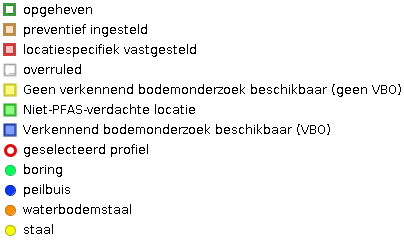 opgeheven
preventief ingesteld
locatiespecifiek vastgesteld
overruled
Geen verkennend bodemonderzoek beschikbaar (geen VBO)
Niet-PFAS-verdachte locatie
Verkennend bodemonderzoek beschikbaar (VBO)
geselecteerd profiel
boring
peilbuis
waterbodemstaal
staal